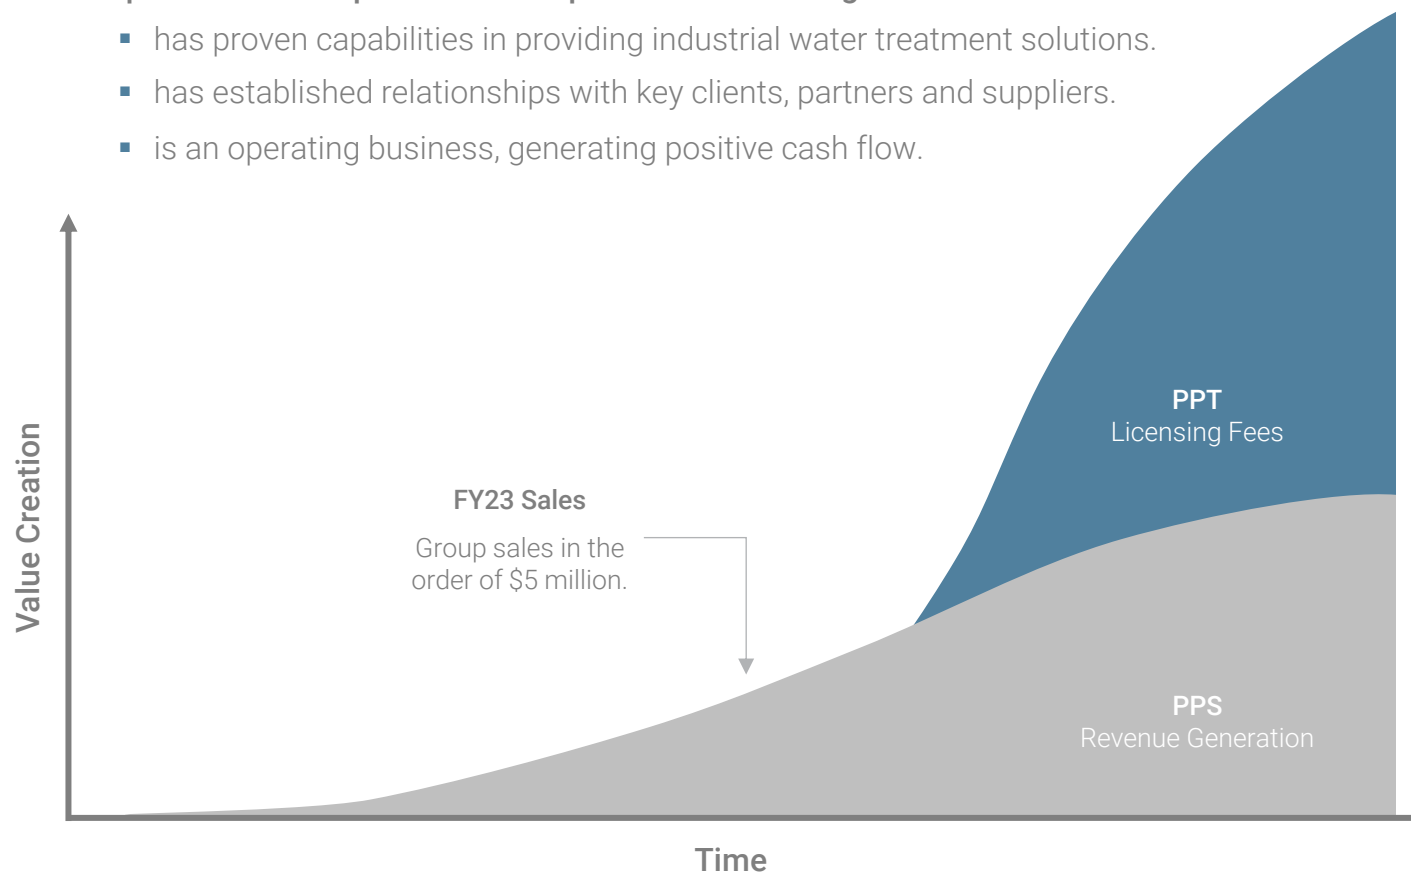 ▪ has proven capabilities in providing industrial water treatment solutions.
▪ has established relationships with key clients, partners and suppliers.
▪ is an operating business, generating positive cash flow.
PPT
Licensing Fees
FY23 Sales
Group sales in the
order of $5 million.
Value Creation
PPS
Revenue Generation
Time